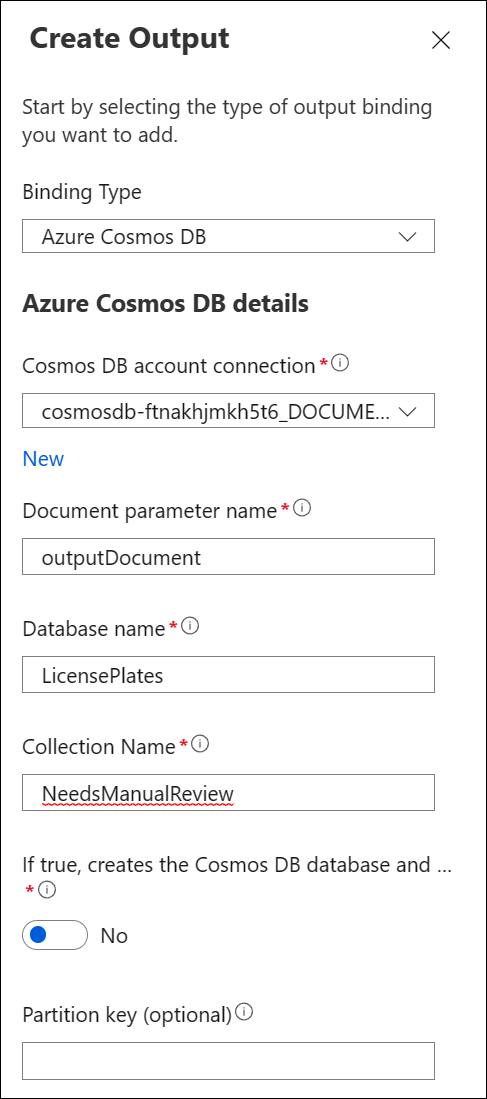 Create Output
Start by selecting the type of output binding
you want to add.
Binding Type
Azure Cosmos DB
Azure Cosmos DB details
Cosmos DB account connection *
cosmosdb-ftnakhjmkh5t6_DOCUME...
New
Document parameter name *
outputDocument
Database name *
LicensePlates
Collection Name *
NeedsManualReview
If true, creates the Cosmos DB database and ...
*
No
Partition key (optional)